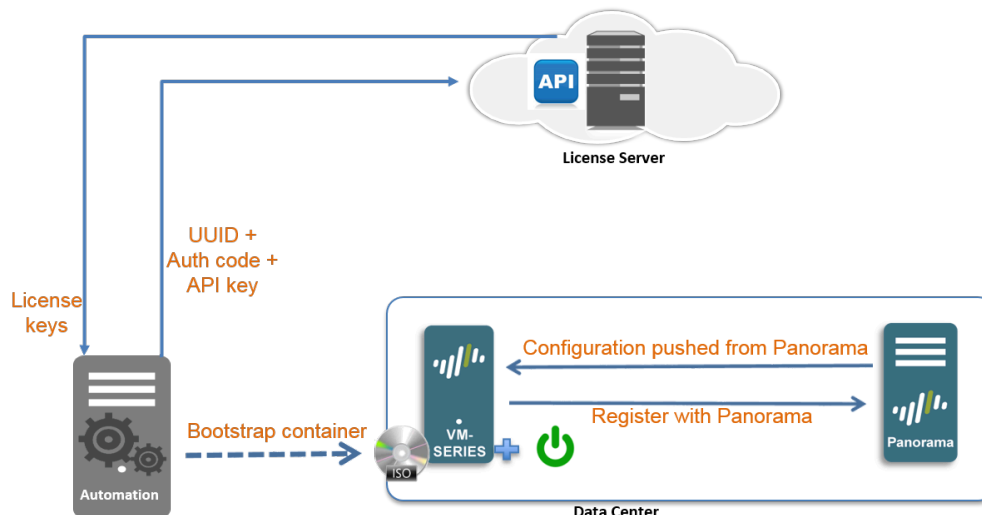 API
License Server
UUID +
Auth code +
API key
License
keys
Configuration pushed from Panorama
Register with Panorama
Bootstrap container
VM-
SERIES
ISO
Panorama
Automation
Data Center